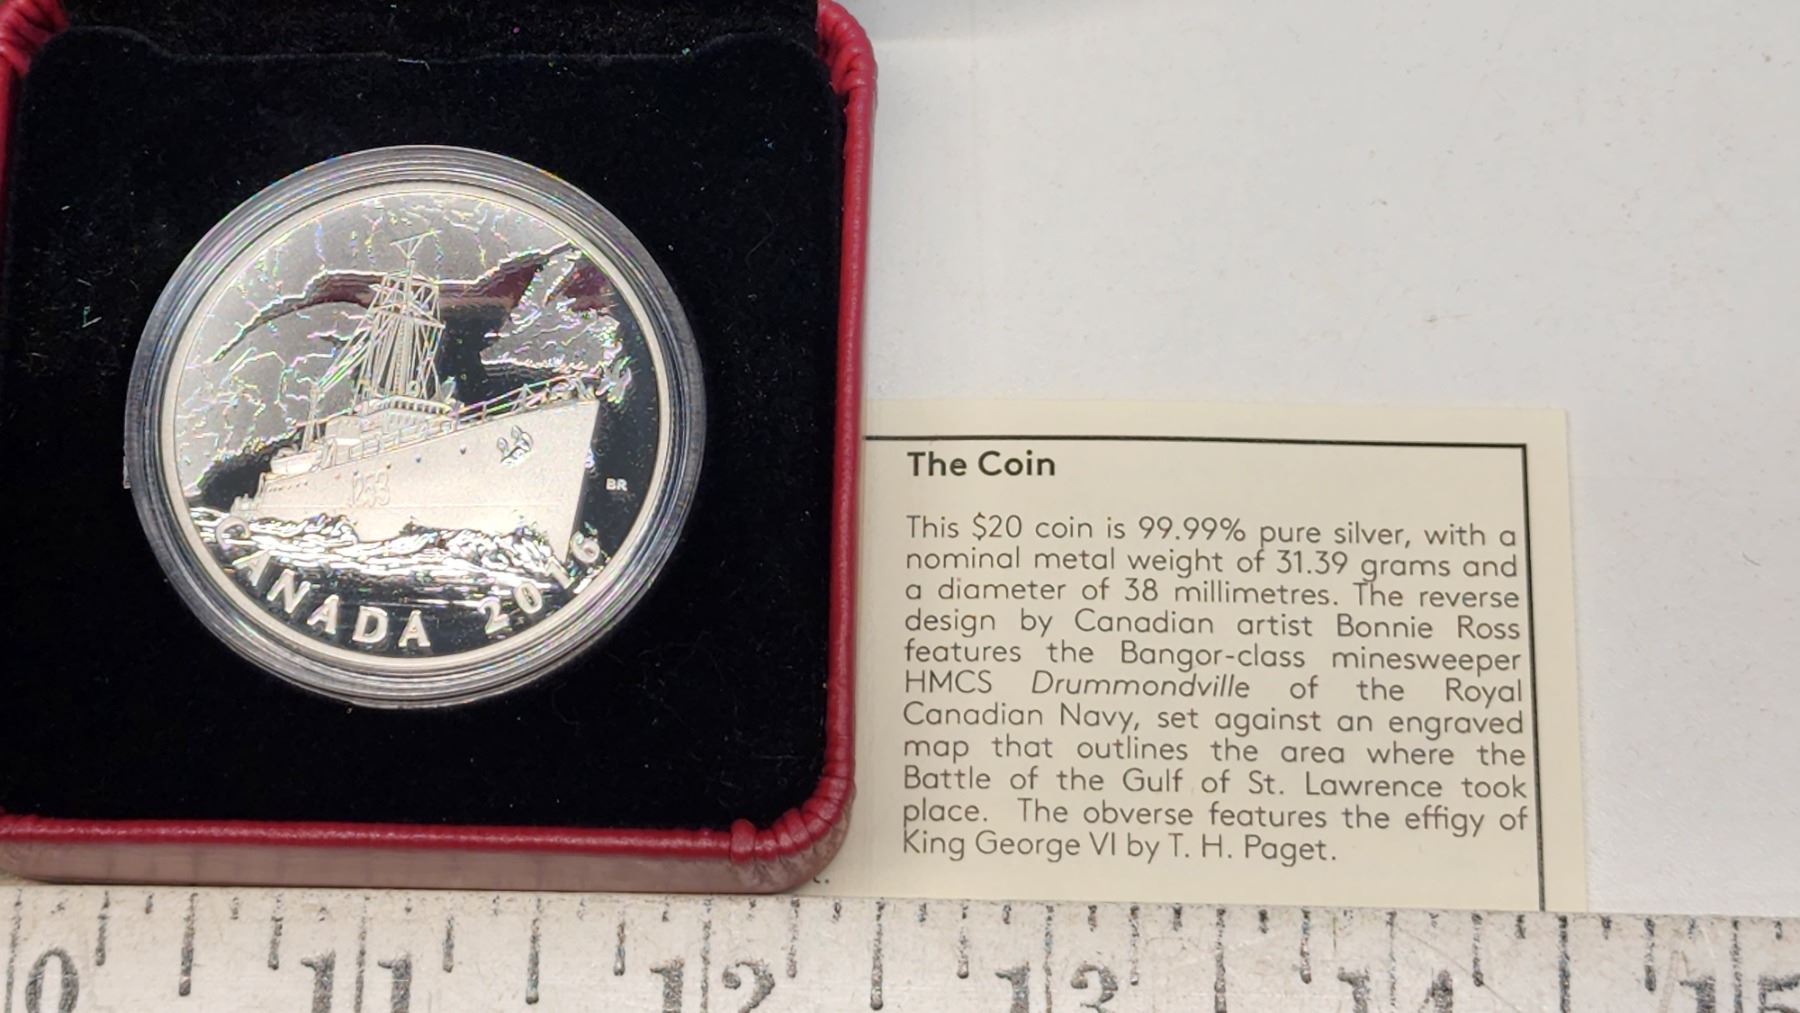 J253
BR
CANADA 2016
The Coin
This $20 coin is 99.99% pure silver, with a
nominal metal weight of 31.39 grams and
a diameter of 38 millimetres. The reverse
design by Canadian artist Bonnie Ross
features the Bangor-class minesweeper
HMCS Drummondville of the Royal
Canadian Navy, set against an engraved
map that outlines the area where the
Battle of the Gulf of St. Lawrence took
place. The obverse features the effigy of
King George VI by T. H. Paget.
0 11 12 13 14 15